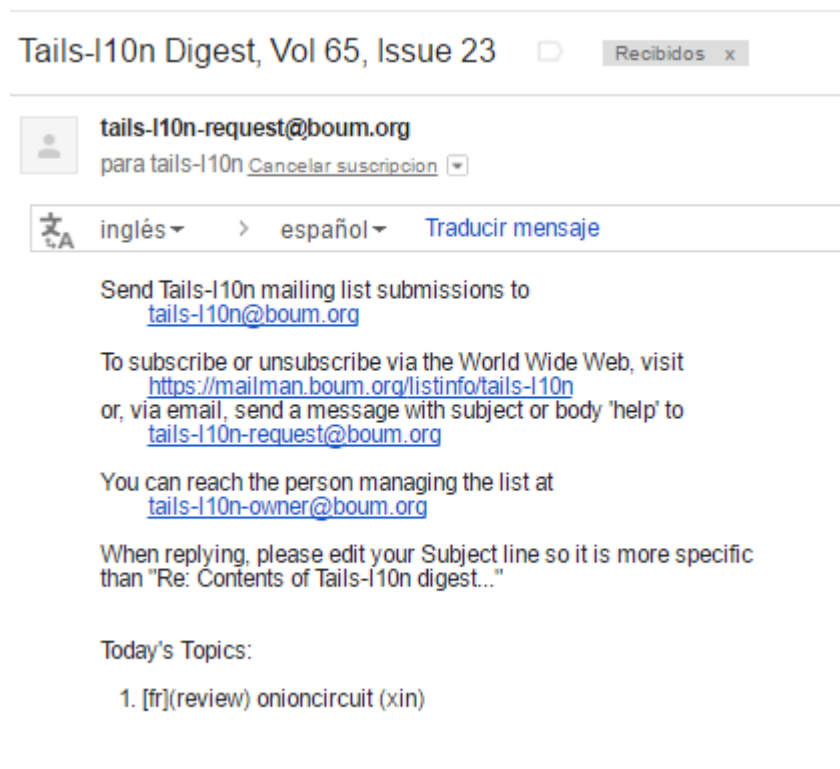 Tails-l10n Digest, Vol 65, Issue 23 Recibidos x
tails-l10n-request@boum.org
para tails-l10n Cancelar suscripcion
inglés > español Traducir mensaje
Send Tails-l10n mailing list submissions to
tails-l10n@boum.org
To subscribe or unsubscribe via the World Wide Web, visit
https://mailman.boum.org/listinfo/tails-l10n
or, via email, send a message with subject or body 'help' to
tails-l10n-request@boum.org
You can reach the person managing the list at
tails-l10n-owner@boum.org
When replying, please edit your Subject line so it is more specific
than "Re: Contents of Tails-l10n digest..."
Today's Topics:
1. [fr](review) onioncircuit (xin)